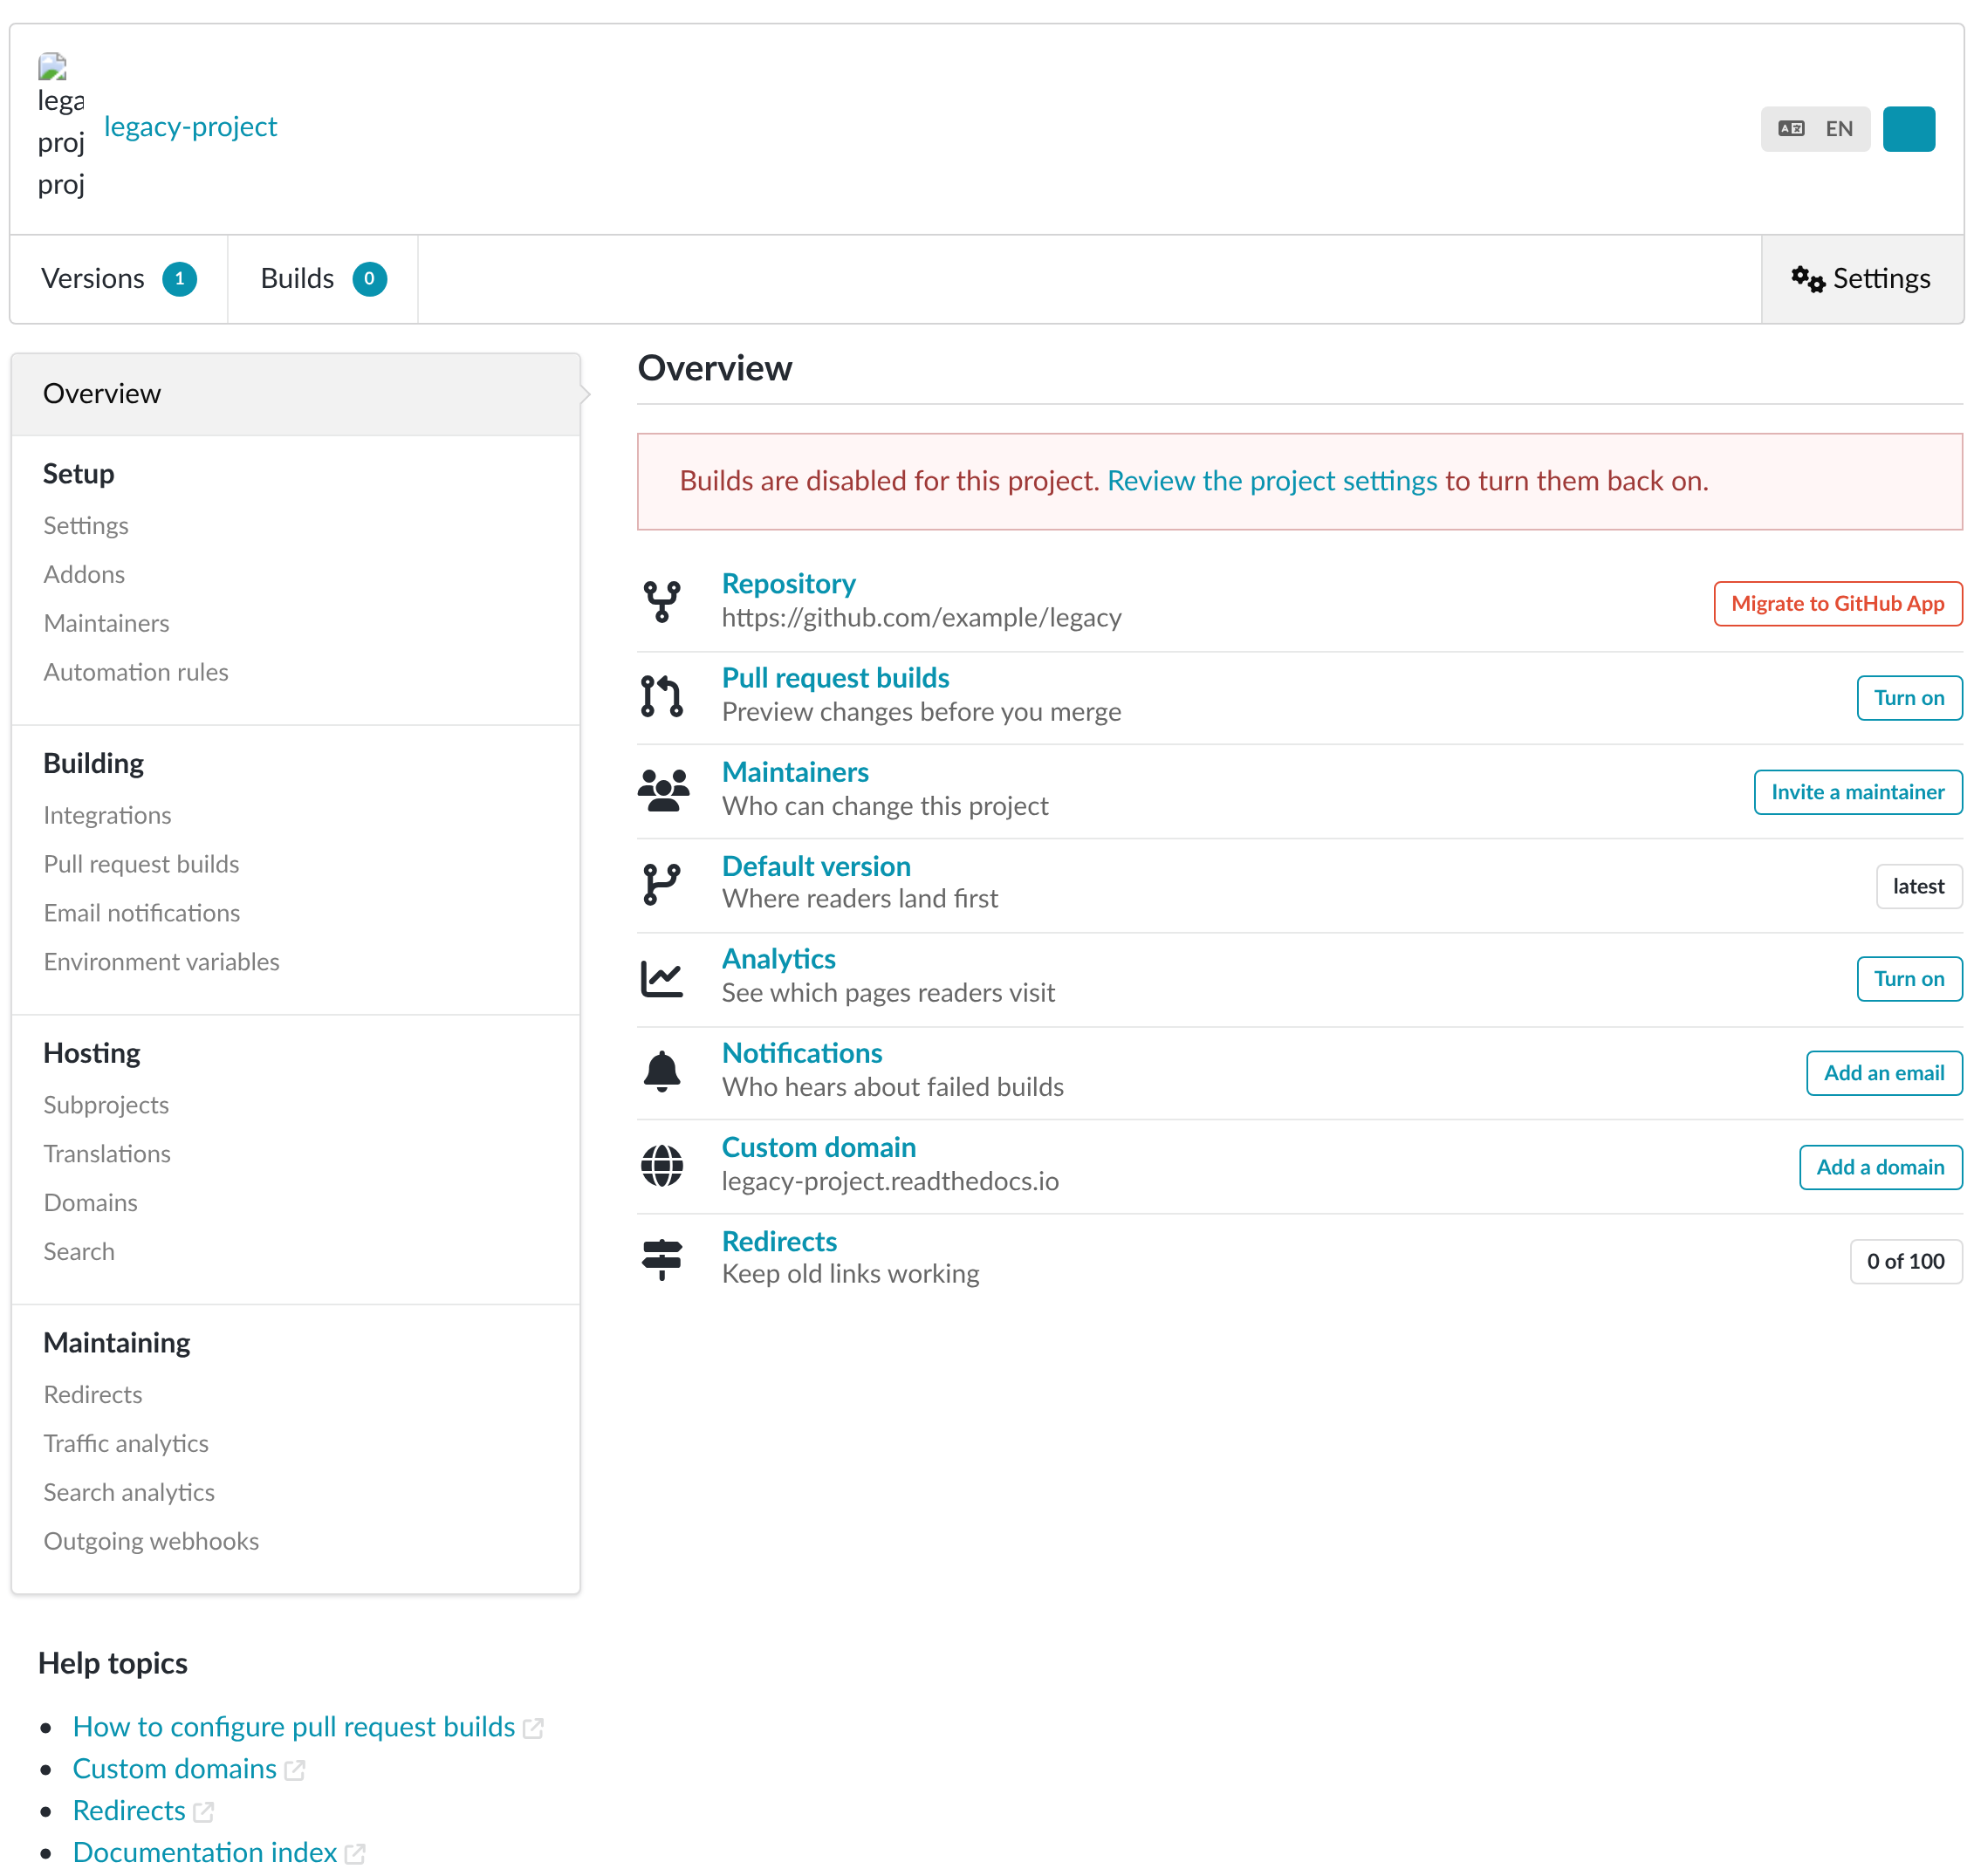 lega
proj
proj
legacy-project
EN
Versions 1
Builds 0
Settings
Overview
Setup
Settings
Addons
Maintainers
Automation rules
Building
Integrations
Pull request builds
Email notifications
Environment variables
Hosting
Subprojects
Translations
Domains
Search
Maintaining
Redirects
Traffic analytics
Search analytics
Outgoing webhooks
Help topics
How to configure pull request builds
Custom domains
Redirects
Documentation index
Overview
Builds are disabled for this project. Review the project settings to turn them back on.
Repository
https://github.com/example/legacy
Migrate to GitHub App
Pull request builds
Preview changes before you merge
Turn on
Maintainers
Who can change this project
Invite a maintainer
Default version
Where readers land first
latest
Analytics
See which pages readers visit
Turn on
Notifications
Who hears about failed builds
Add an email
Custom domain
legacy-project.readthedocs.io
Add a domain
Redirects
Keep old links working
0 of 100